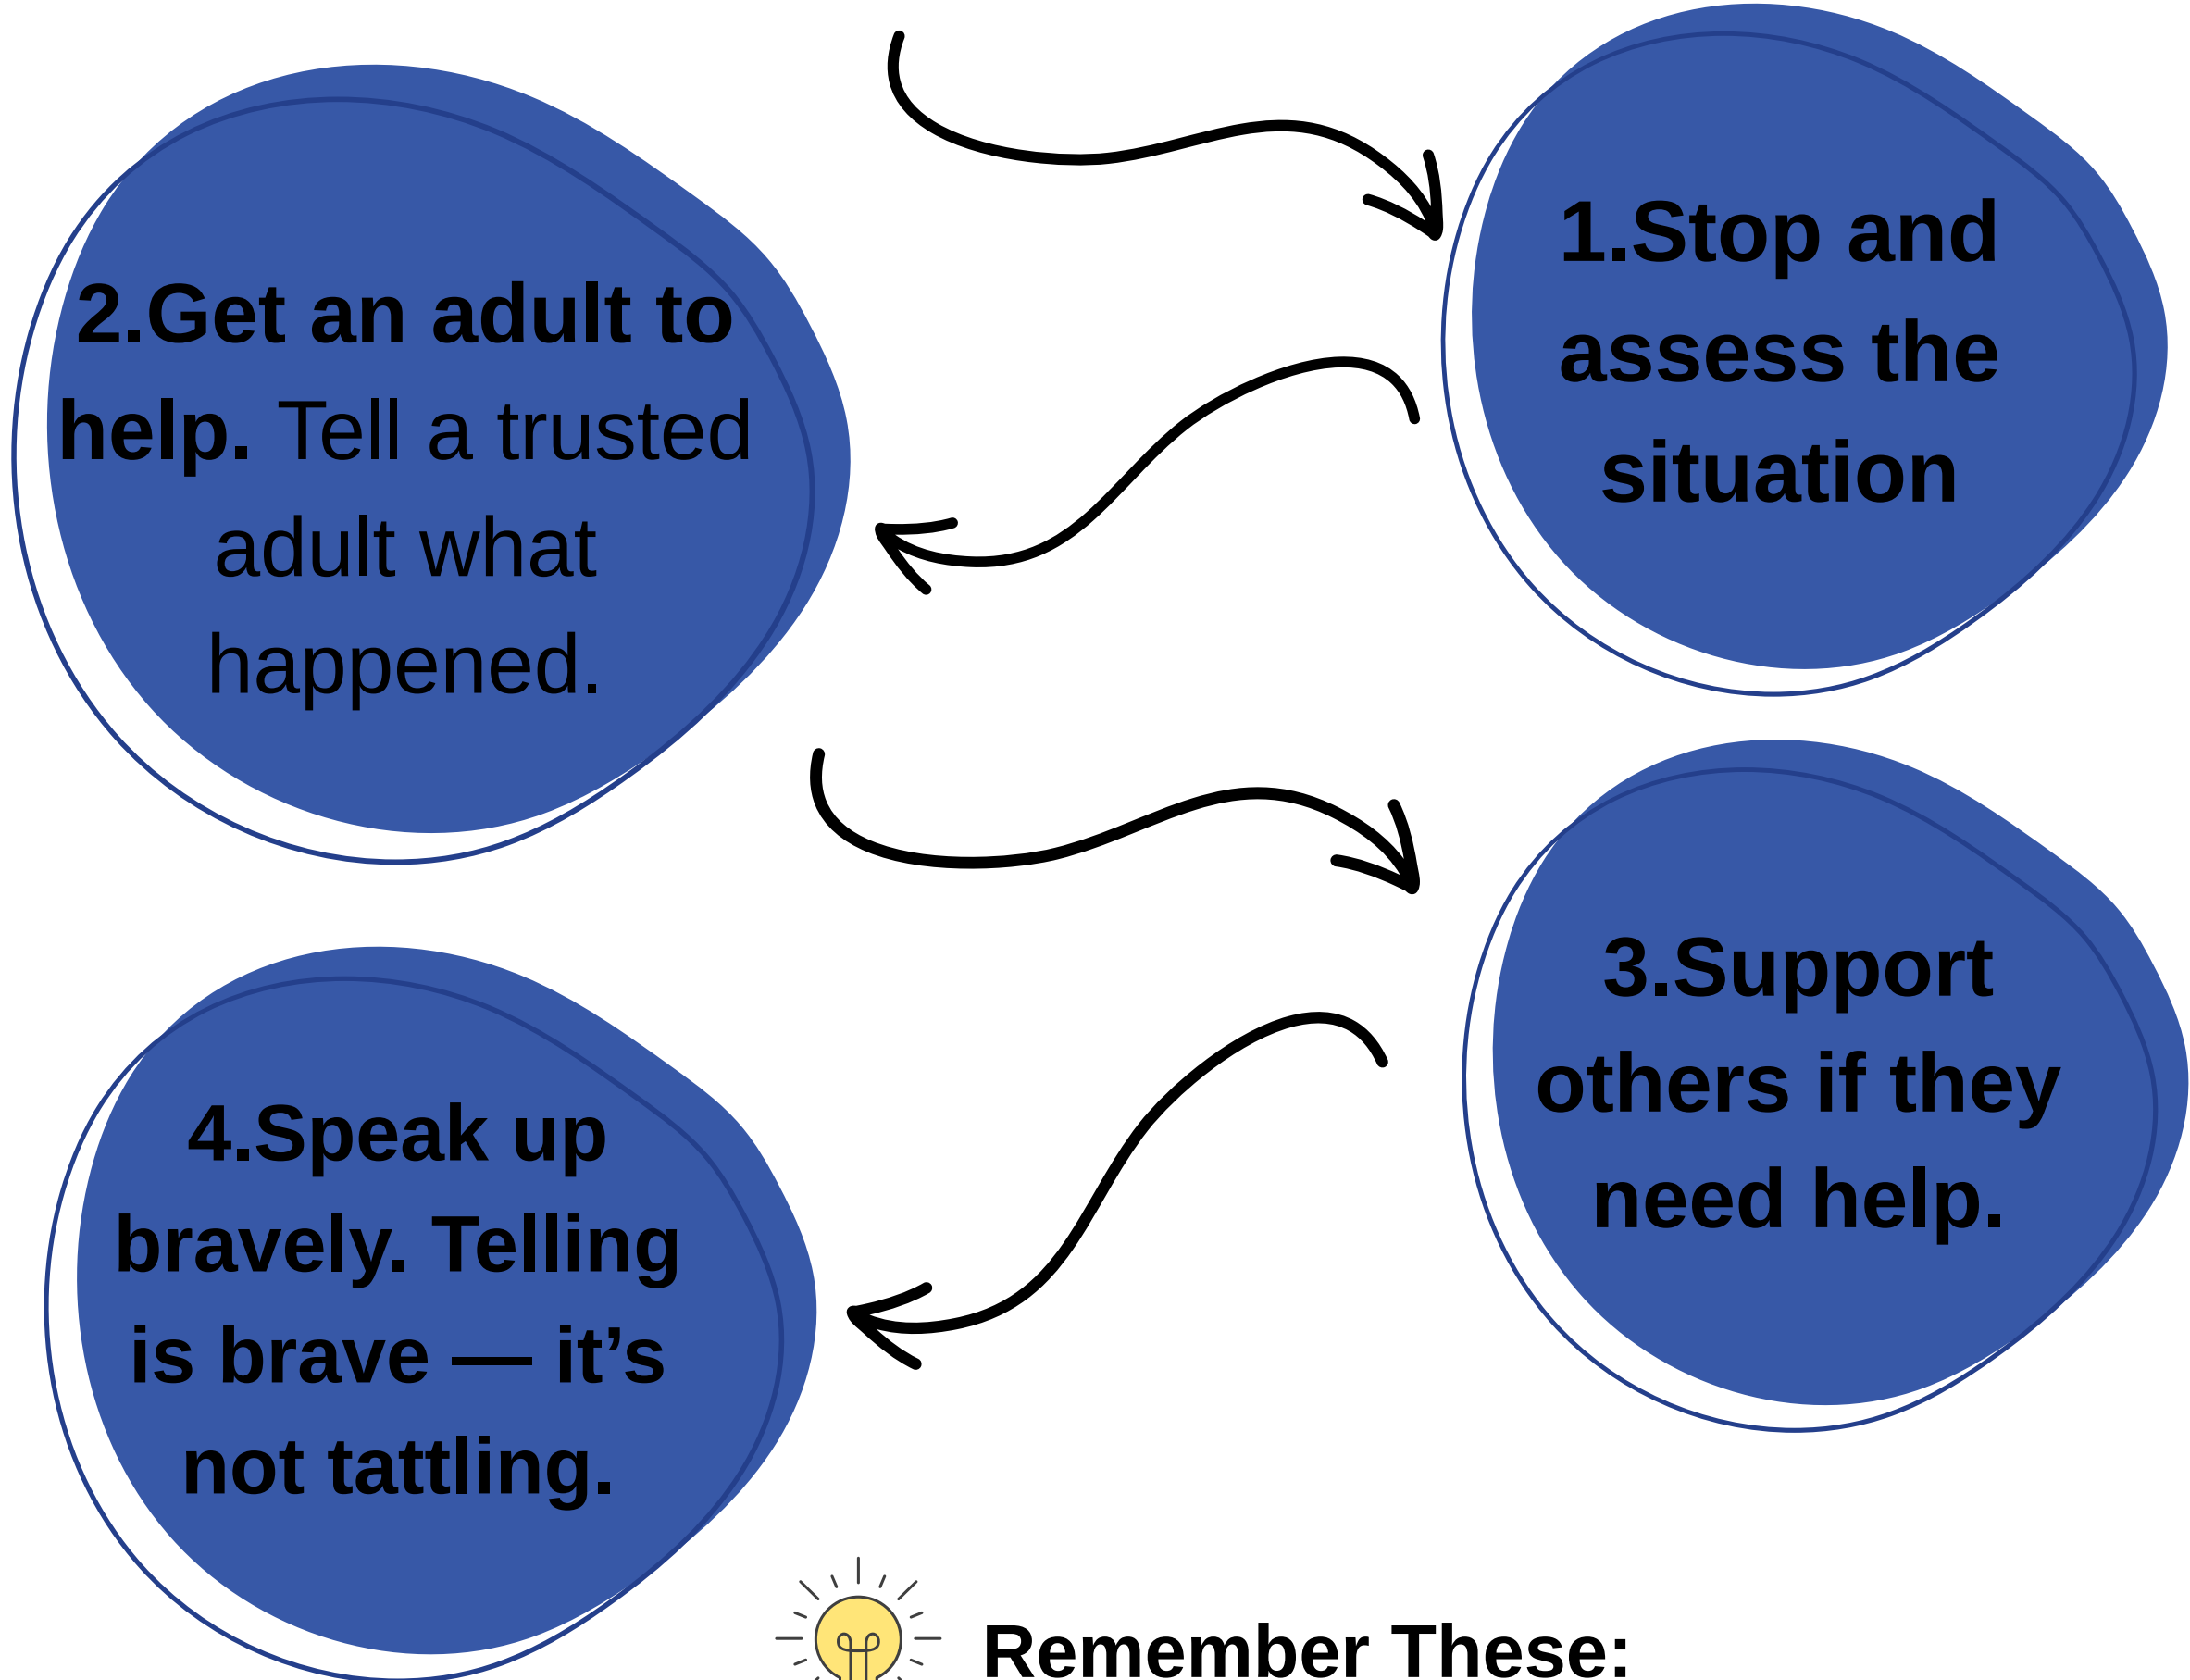 1.Stop and
assess the
situation
2.Get an adult to
help. Tell a trusted
adult what
happened.
3.Support
others if they
need help.
4.Speak up
bravely. Telling
is brave — it’s
not tattling.
Remember These: